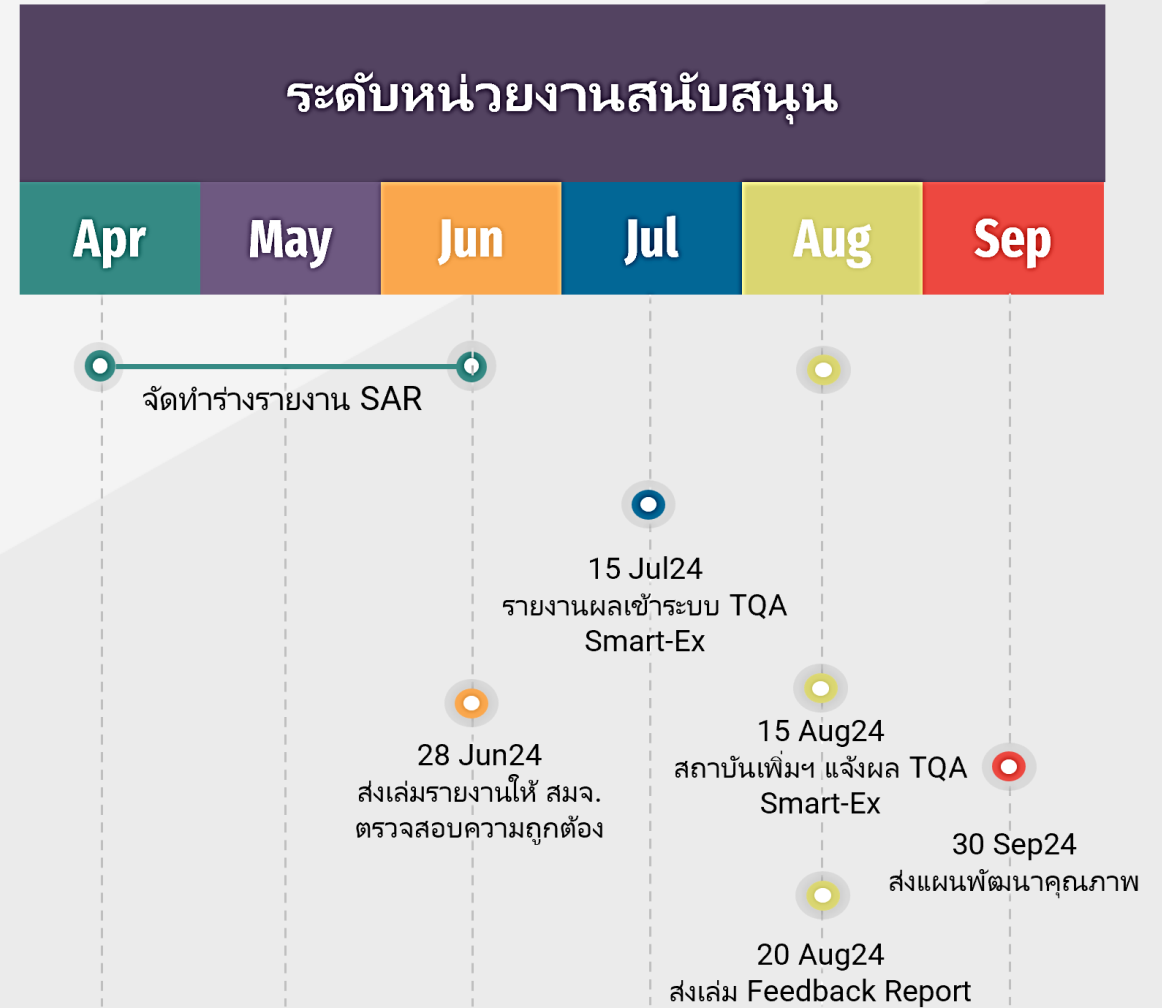 ระดับหน่วยงานสนับสนุน
Apr May Jun Jul Aug Sep
จัดทำร่างรายงาน SAR
15 Jul24
รายงานผลเข้าระบบ TQA
Smart-Ex
28 Jun24
ส่งเล่มรายงานให้ สมจ.
ตรวจสอบความถูกต้อง
15 Aug24
สถาบันเพิ่มฯ แจ้งผล TQA
Smart-Ex
30 Sep24
ส่งแผนพัฒนาคุณภาพ
20 Aug24
ส่งเล่ม Feedback Report